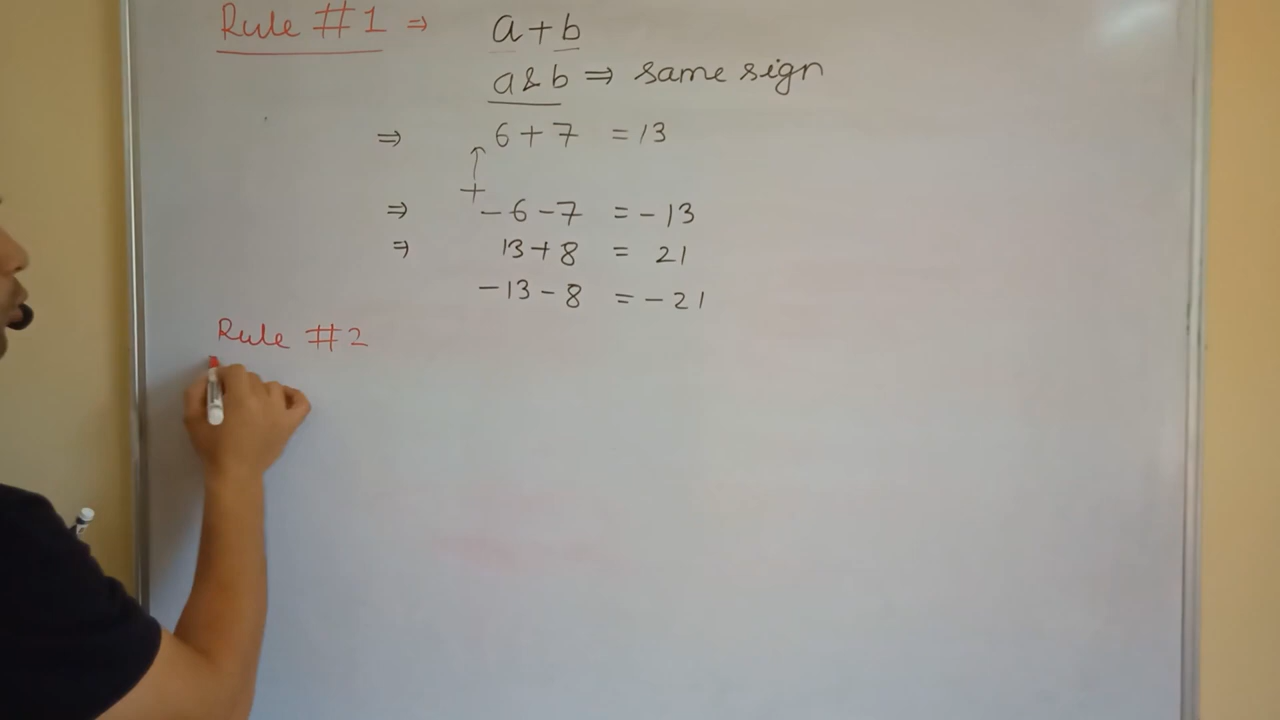 Rule #1 ⇒ a+b
a&b ⇒ same sign
⇒ 6+7 =13
+
⇒ -6-7 =-13
⇒ 13+8 = 21
-13-8 =-21
Rule #2